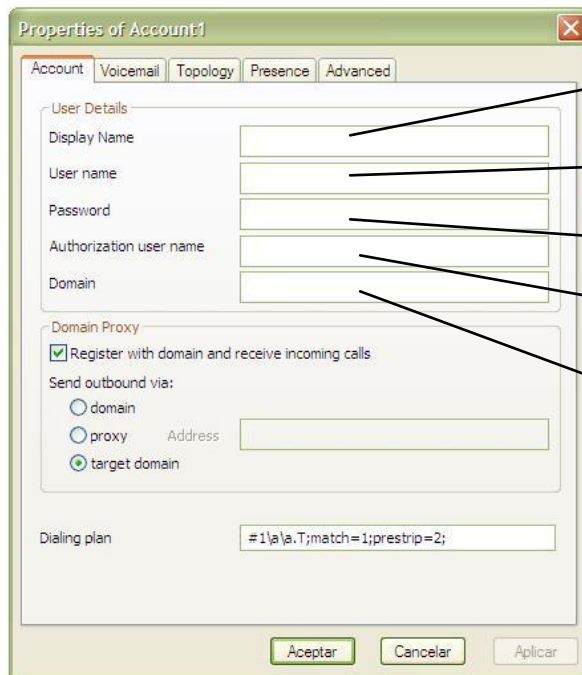 Properties of Account1
Account Voicemail Topology Presence Advanced
User Details
Display Name
User name
Password
Authorization user name
Domain
Domain Proxy
Register with domain and receive incoming calls
Send outbound via:
domain
proxy Address
target domain
Dialing plan #1\a\a.T;match=1;prestrip=2;
Aceptar Cancelar Aplicar